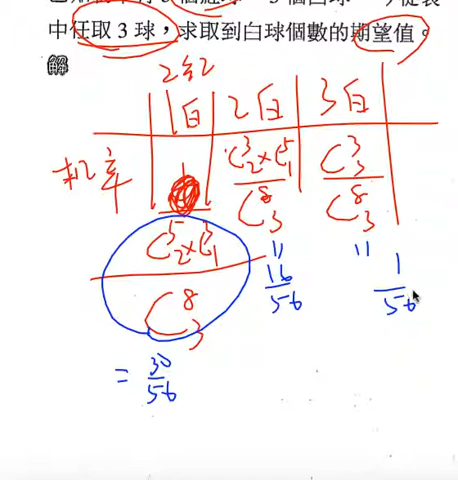 中任取3球，求取到白球個數的期望值。
解
2紅
1白 2白 3白
机率
C⁵₂×C³₁ / C⁸₃
C³₂×C⁵₁ / C⁸₃
C³₃ / C⁸₃
= 30/56
= 15/56
= 1/56